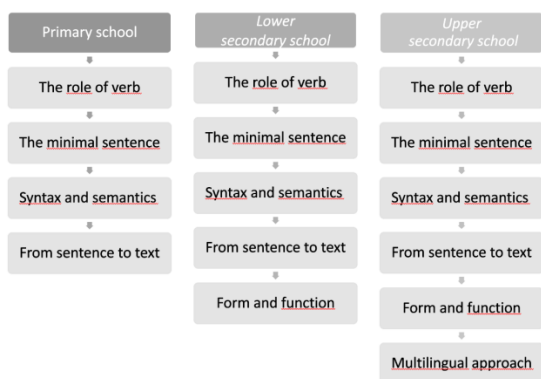 Primary school
The role of verb
The minimal sentence
Syntax and semantics
From sentence to text
Lower
secondary school
The role of verb
The minimal sentence
Syntax and semantics
From sentence to text
Form and function
Upper
secondary school
The role of verb
The minimal sentence
Syntax and semantics
From sentence to text
Form and function
Multilingual approach